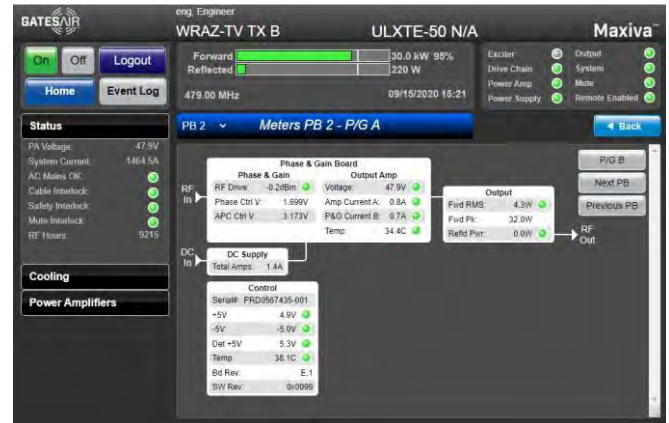 GATESAIR
eng, Engineer
WRAZ-TV TX B
ULXTE-50 N/A
Maxiva
On
Off
Logout
Home
Event Log
Forward
30.0 kW 95%
Reflected
220 W
479.00 MHz
09/15/2020 15:21
Exciter
Output
Drive Chain
System
Power Amp
Mute
Power Supply
Remote Enabled
Status
PA Voltage: 47.9V
System Current: 1464.5A
AC Mains OK:
Cable Interlock:
Safety Interlock:
Mute Interlock:
RF Hours: 9215
Cooling
Power Amplifiers
PB 2
Meters PB 2 - P/G A
Back
P/G B
Next PB
Previous PB
Phase & Gain Board
Phase & Gain
Output Amp
RF In
RF Drive: -0.2dBm
Voltage: 47.9V
Phase Ctrl V: 1.699V
Amp Current A: 0.8A
APC Ctrl V: 3.173V
P&G Current B: 0.7A
Temp: 34.4C
Output
Fwd RMS: 4.3W
Fwd Pk: 32.0W
Refld Pwr: 0.0W
RF Out
DC In
DC Supply
Total Amps: 1.4A
Control
Serial#: PRD0567435-001
+5V 4.9V
-5V -5.0V
Det +5V 5.3V
Temp: 38.1C
Bd Rev: E.1
SW Rev: 0x0099